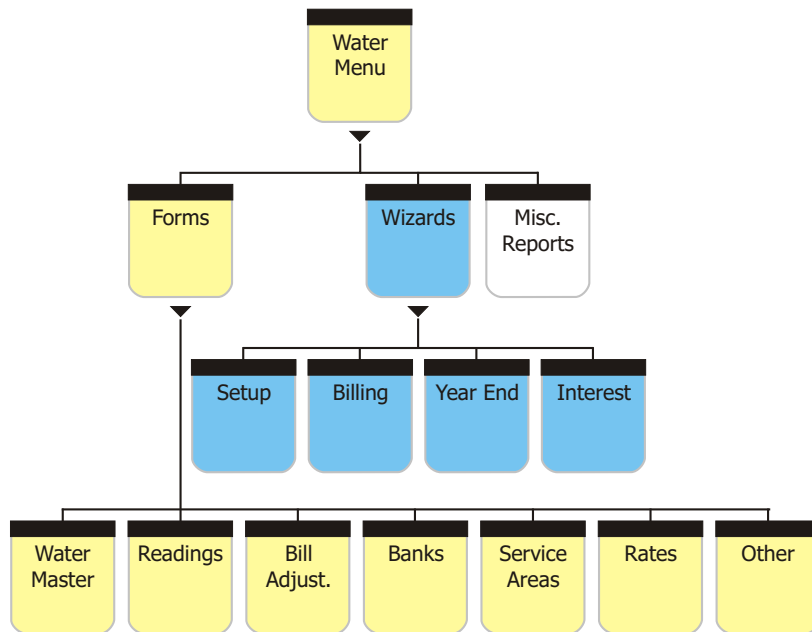 Water
Menu
Forms
Wizards
Misc.
Reports
Setup
Billing
Year End
Interest
Water
Master
Readings
Bill
Adjust.
Banks
Service
Areas
Rates
Other